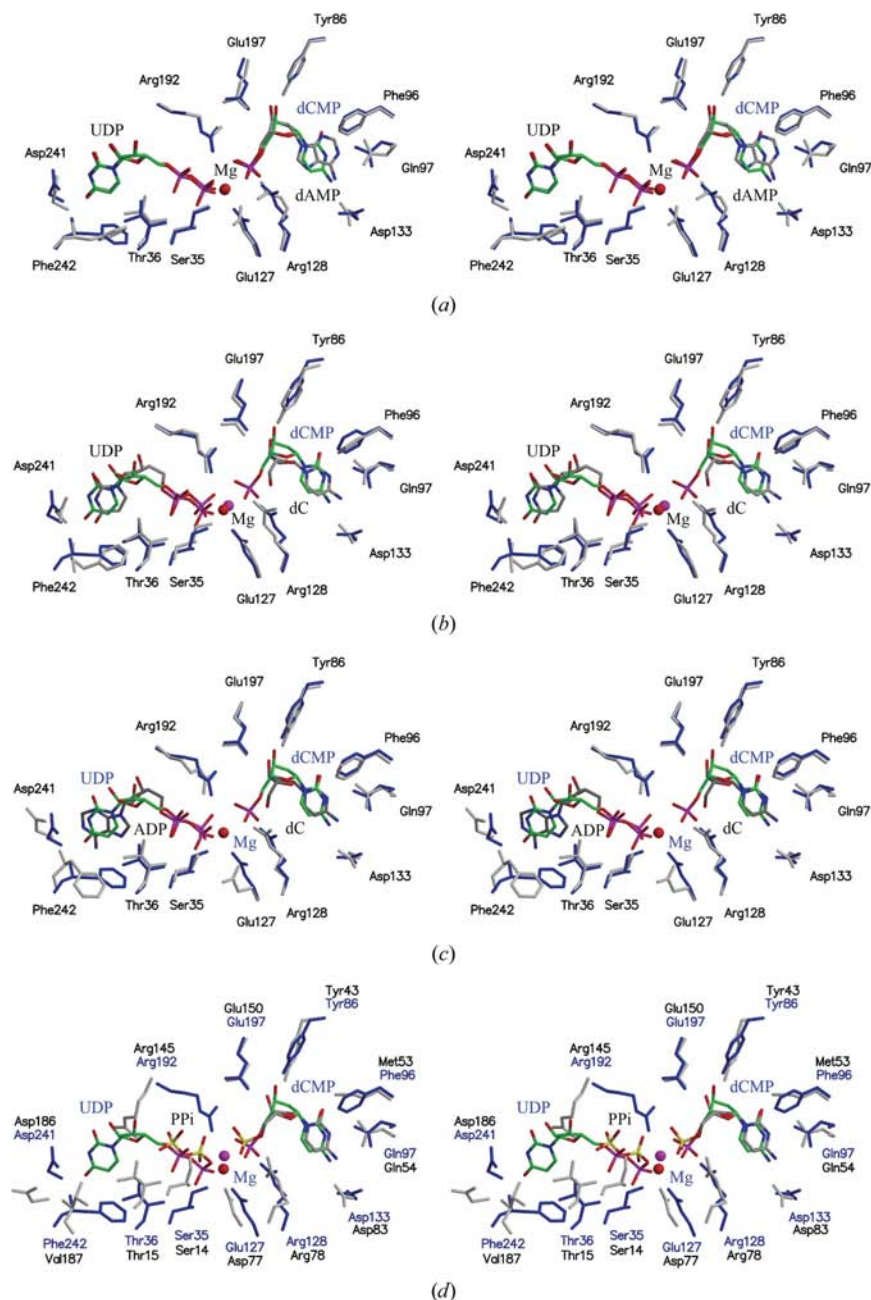 Tyr86 Tyr86
Glu197 Glu197
Arg192 dCMP Phe96 Arg192 dCMP Phe96
UDP UDP
Asp241 Mg Gln97 Asp241 Mg Gln97
dAMP dAMP
Asp133 Asp133
Phe242 Thr36 Ser35 Glu127 Arg128 Phe242 Thr36 Ser35 Glu127 Arg128
(a)
Tyr86 Tyr86
Glu197 Glu197
Arg192 dCMP Phe96 Arg192 dCMP Phe96
UDP UDP
Asp241 Gln97 Asp241 Gln97
Mg dC Mg dC
Asp133 Asp133
Phe242 Thr36 Ser35 Glu127 Arg128 Phe242 Thr36 Ser35 Glu127 Arg128
(b)
Tyr86 Tyr86
Glu197 Glu197
Arg192 Phe96 Arg192 Phe96
UDP dCMP UDP dCMP
Asp241 Gln97 Asp241 Gln97
ADP Mg dC ADP Mg dC
Asp133 Asp133
Phe242 Thr36 Ser35 Glu127 Arg128 Phe242 Thr36 Ser35 Glu127 Arg128
(c)
Tyr43 Tyr43
Glu150 Tyr86 Glu150 Tyr86
Glu197 Glu197
Arg145 Met53 Arg145 Met53
Arg192 dCMP Phe96 Arg192 dCMP Phe96
UDP PPi UDP PPi
Asp186 Asp186
Asp241 Gln97 Asp241 Gln97
Mg Gln54 Mg Gln54
Asp133 Asp133
Phe242 Thr36 Ser35 Glu127 Arg128 Asp83 Phe242 Thr36 Ser35 Glu127 Arg128 Asp83
Val187 Thr15 Ser14 Asp77 Arg78 Val187 Thr15 Ser14 Asp77 Arg78
(d)